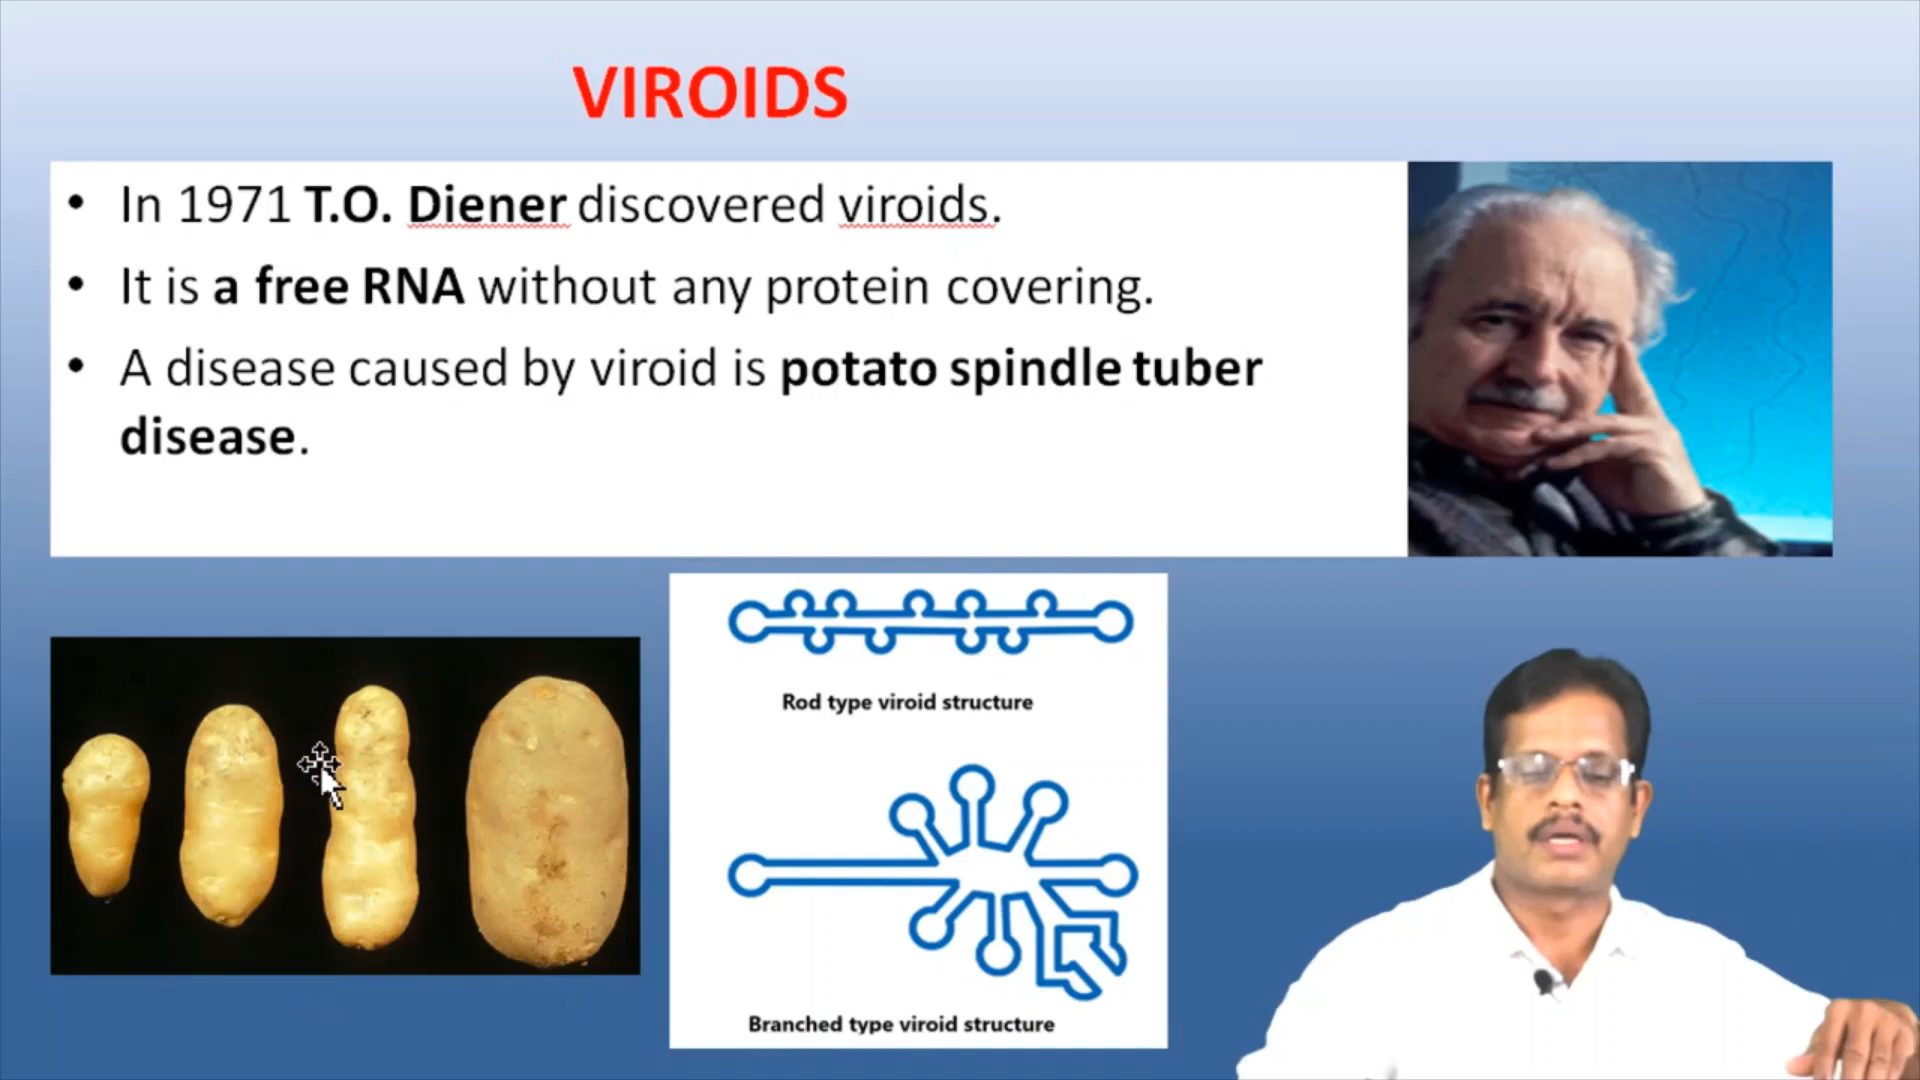 VIROIDS
• In 1971 T.O. Diener discovered viroids.
• It is a free RNA without any protein covering.
• A disease caused by viroid is potato spindle tuber
disease.
Rod type viroid structure
Branched type viroid structure